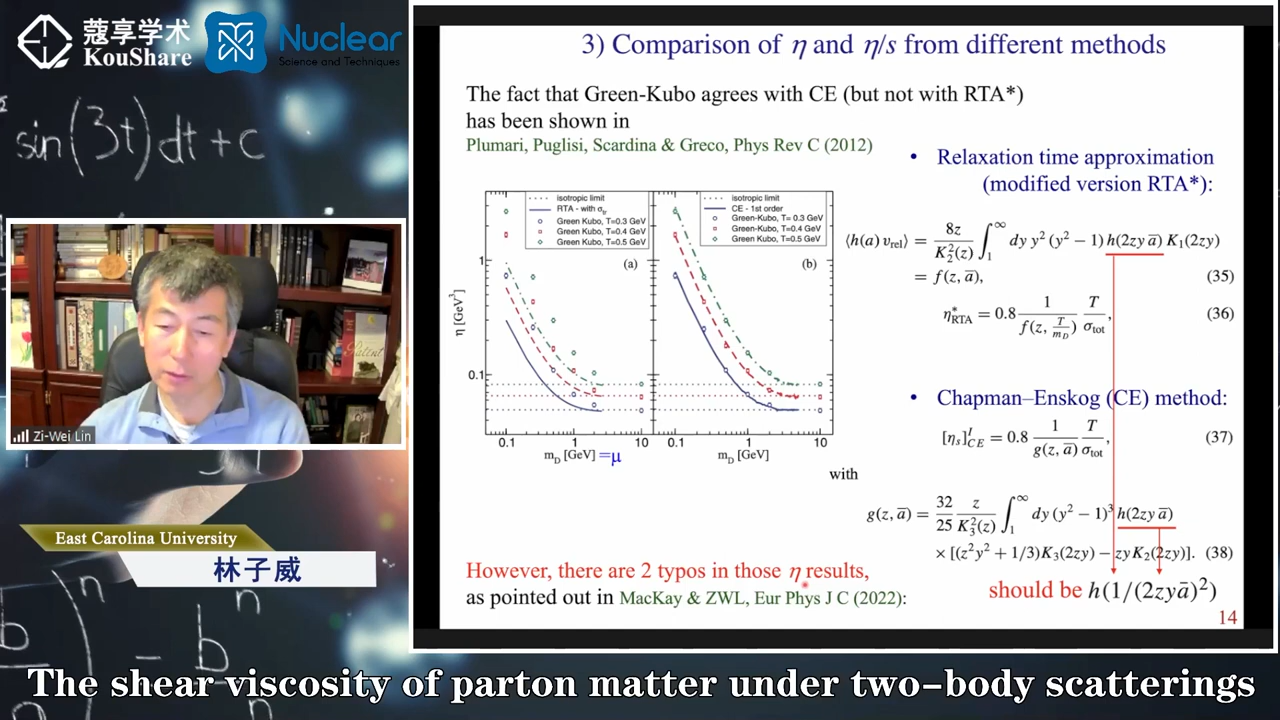 蔻享学术
KouShare
Nuclear
Science and Techniques
sin(3t)dt+c
Zi-Wei Lin
East Carolina University
林子威
3) Comparison of η and η/s from different methods
The fact that Green-Kubo agrees with CE (but not with RTA*)
has been shown in
Plumari, Puglisi, Scardina & Greco, Phys Rev C (2012)
isotropic limit
RTA - with σtr
Green Kubo, T=0.3 GeV
Green Kubo, T=0.4 GeV
Green Kubo, T=0.5 GeV
(a)
isotropic limit
CE - 1st order
Green-Kubo, T= 0.3 GeV
Green Kubo, T=0.4 GeV
Green Kubo, T=0.5 GeV
(b)
η [GeV³]
1
0.1
0.1 1 10
0.1 1 10
mD [GeV] =μ
mD [GeV]
• Relaxation time approximation
(modified version RTA*):
⟨h(a) vrel⟩ = 8z/K₂²(z) ∫₁^∞ dy y² (y² − 1) h(2zy ā) K₁(2zy)
= f(z, ā), (35)
η*RTA = 0.8 1/f(z, T/mD) T/σtot, (36)
• Chapman–Enskog (CE) method:
[ηs]ᴵCE = 0.8 1/g(z, ā) T/σtot, (37)
with
g(z, ā) = 32/25 z/K₃²(z) ∫₁^∞ dy (y² − 1)³ h(2zy ā)
× [(z²y² + 1/3)K₃(2zy) − zyK₂(2zy)]. (38)
However, there are 2 typos in those η results,
as pointed out in MacKay & ZWL, Eur Phys J C (2022):
should be h(1/(2zyā)²)
14
The shear viscosity of parton matter under two-body scatterings